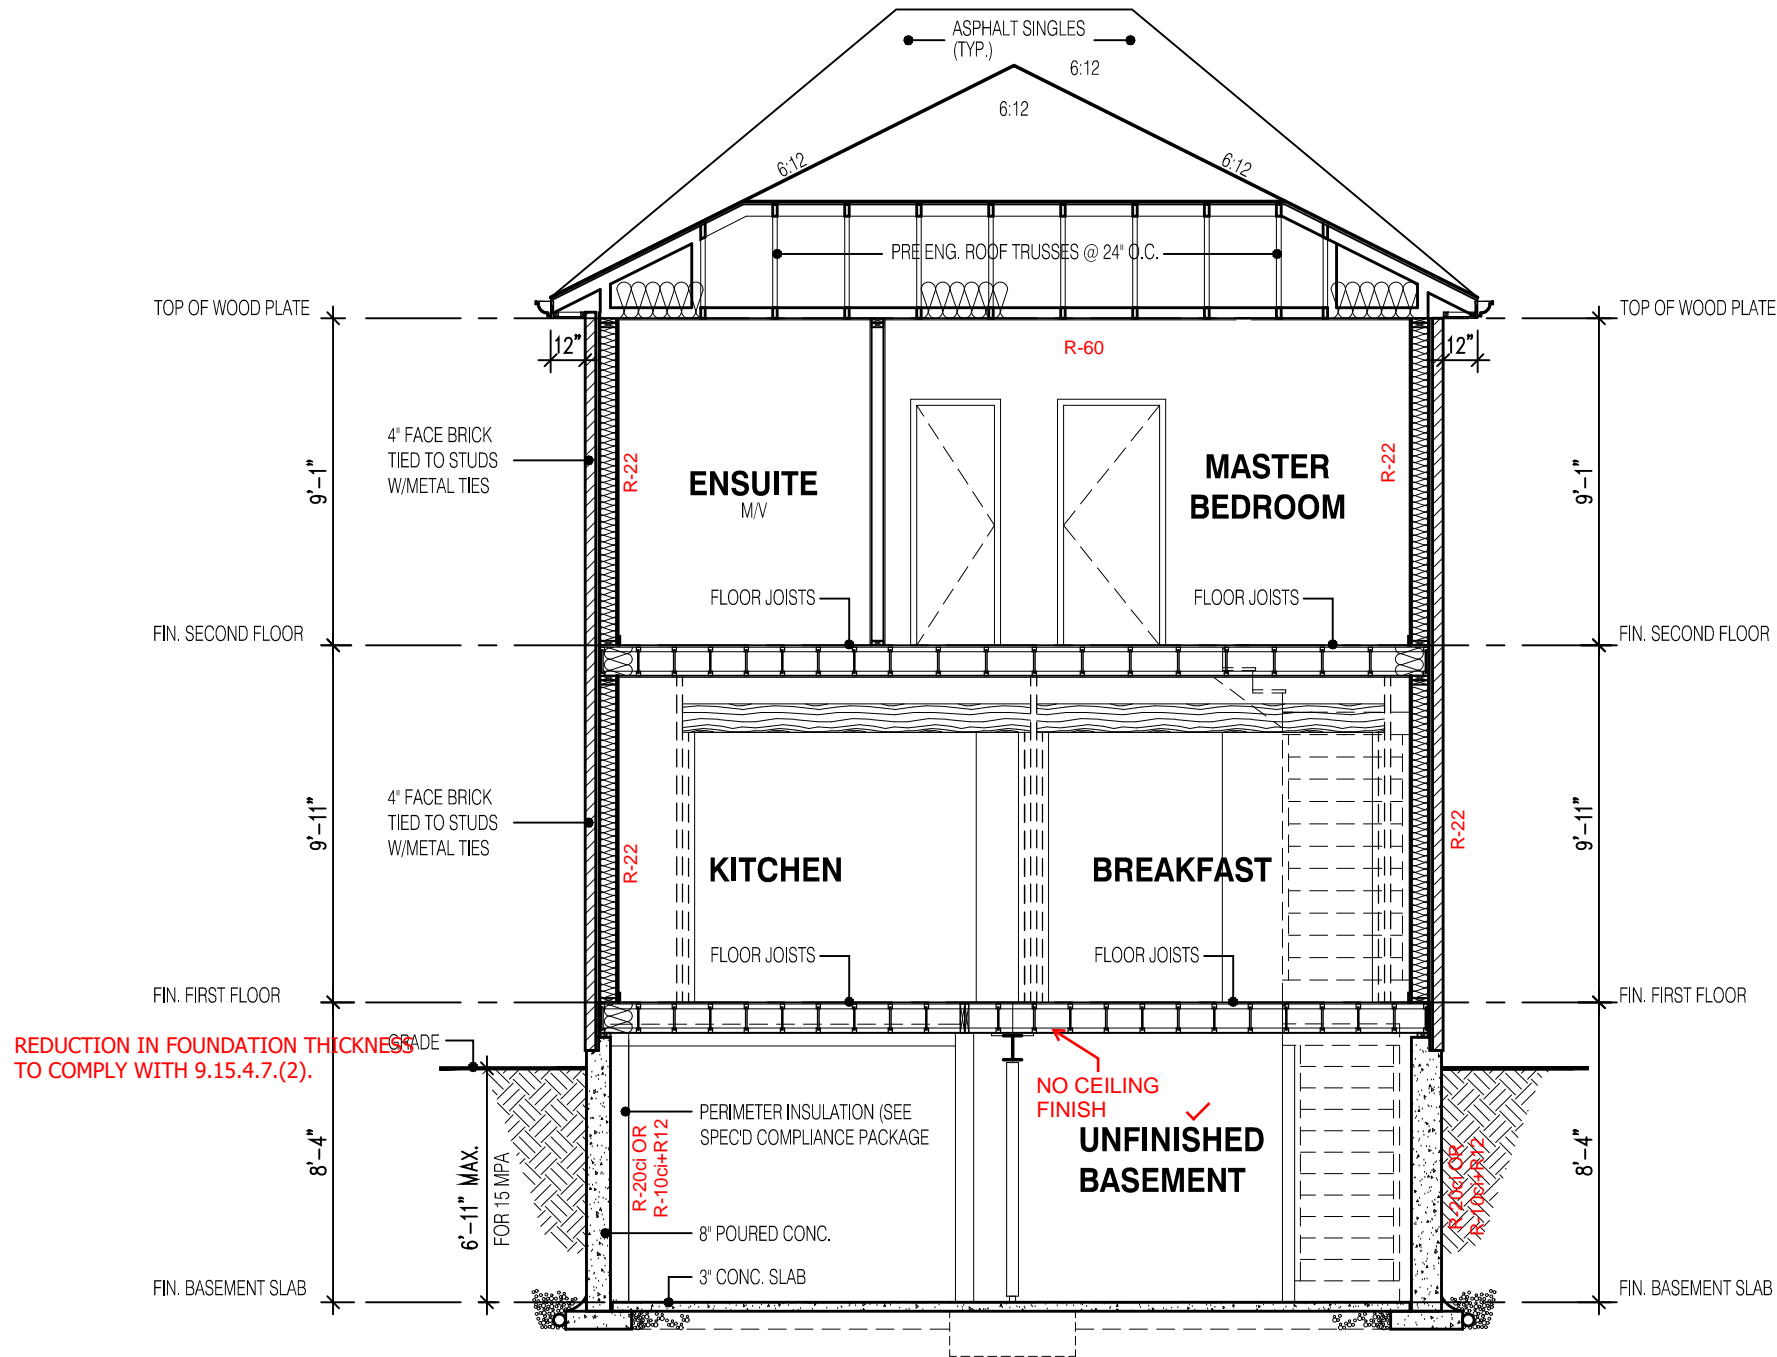 ASPHALT SINGLES
(TYP.)
6:12
6:12
6:12
6:12
PRE ENG. ROOF TRUSSES @ 24" O.C.
TOP OF WOOD PLATE
TOP OF WOOD PLATE
12"
12"
R-60
4" FACE BRICK
TIED TO STUDS
W/METAL TIES
9'-1"
R-22
ENSUITE
M/V
MASTER
BEDROOM
R-22
9'-1"
FLOOR JOISTS
FLOOR JOISTS
FIN. SECOND FLOOR
FIN. SECOND FLOOR
4" FACE BRICK
TIED TO STUDS
W/METAL TIES
9'-11"
R-22
KITCHEN
BREAKFAST
R-22
9'-11"
FLOOR JOISTS
FLOOR JOISTS
FIN. FIRST FLOOR
FIN. FIRST FLOOR
GRADE
REDUCTION IN FOUNDATION THICKNESS
TO COMPLY WITH 9.15.4.7.(2).
NO CEILING
FINISH
PERIMETER INSULATION (SEE
SPEC'D COMPLIANCE PACKAGE
UNFINISHED
BASEMENT
8'-4"
6'-11" MAX.
FOR 15 MPA
R-20ci OR
R-10ci+R12
R-20ci OR
R-10ci+R12
8'-4"
8" POURED CONC.
3" CONC. SLAB
FIN. BASEMENT SLAB
FIN. BASEMENT SLAB